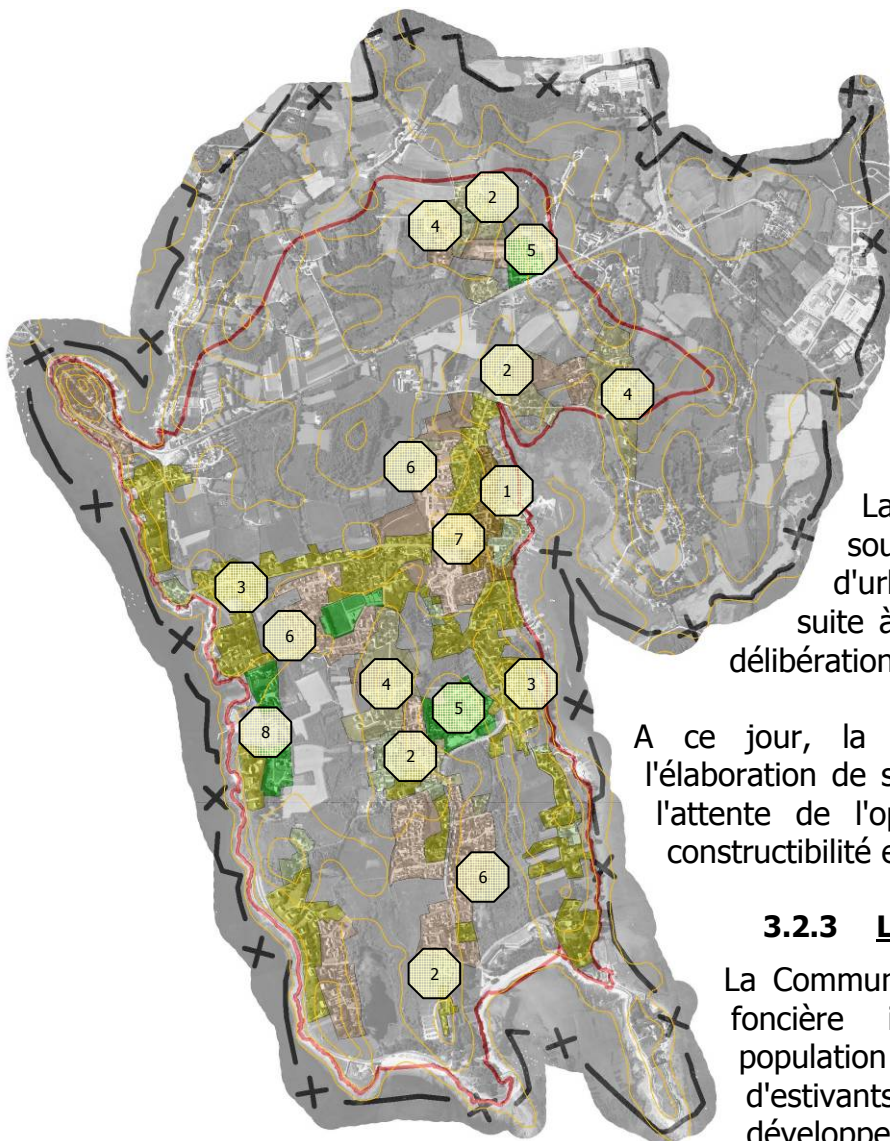 2
4
5
2
4
6
1
7
3
6
4
3
5
8
2
6
2
La
sou
d'url
suite à
délibération
A ce jour, la
l'élaboration de s
l'attente de l'op
constructibilité e
3.2.3 L
La Commun
foncière i
population
d'estivants
développe